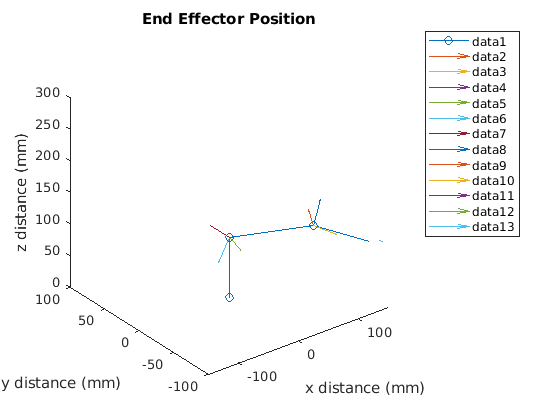 End Effector Position
data1
data2
data3
data4
data5
data6
data7
data8
data9
data10
data11
data12
data13
300
250
200
150
100
50
0
z distance (mm)
100
50
0
-50
-100
y distance (mm)
-100
0
100
x distance (mm)